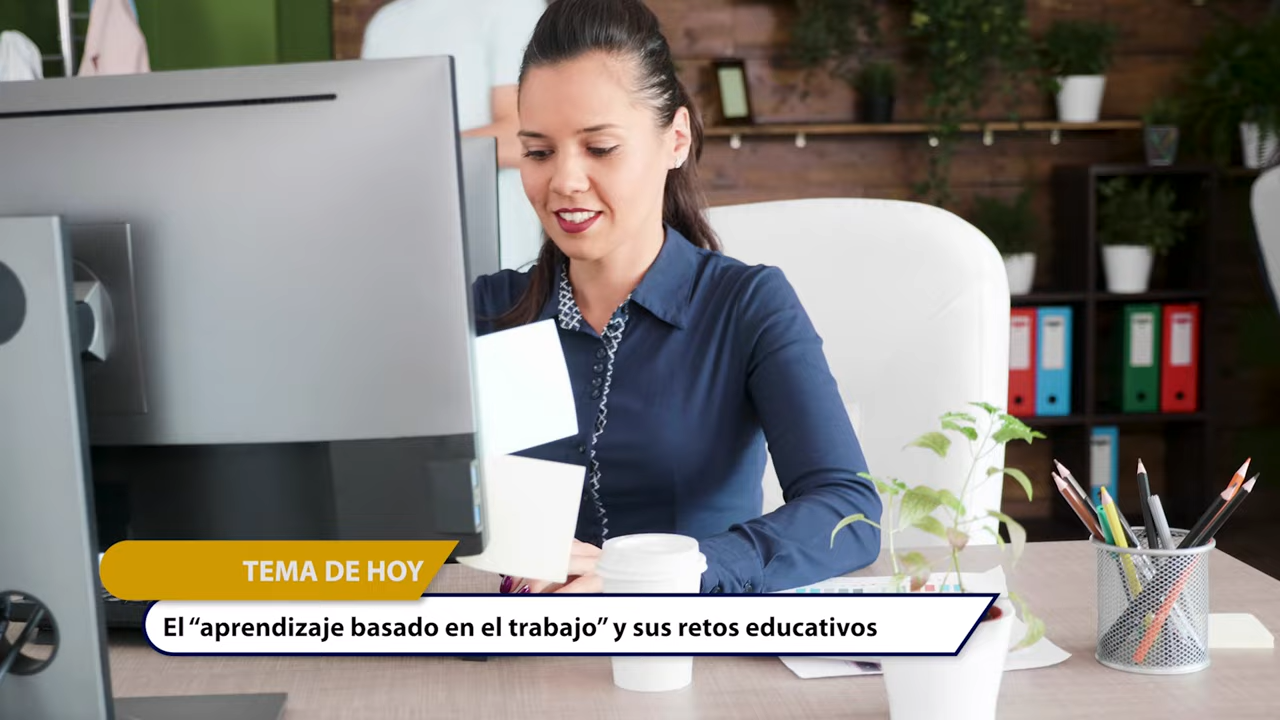 TEMA DE HOY
El “aprendizaje basado en el trabajo” y sus retos educativos